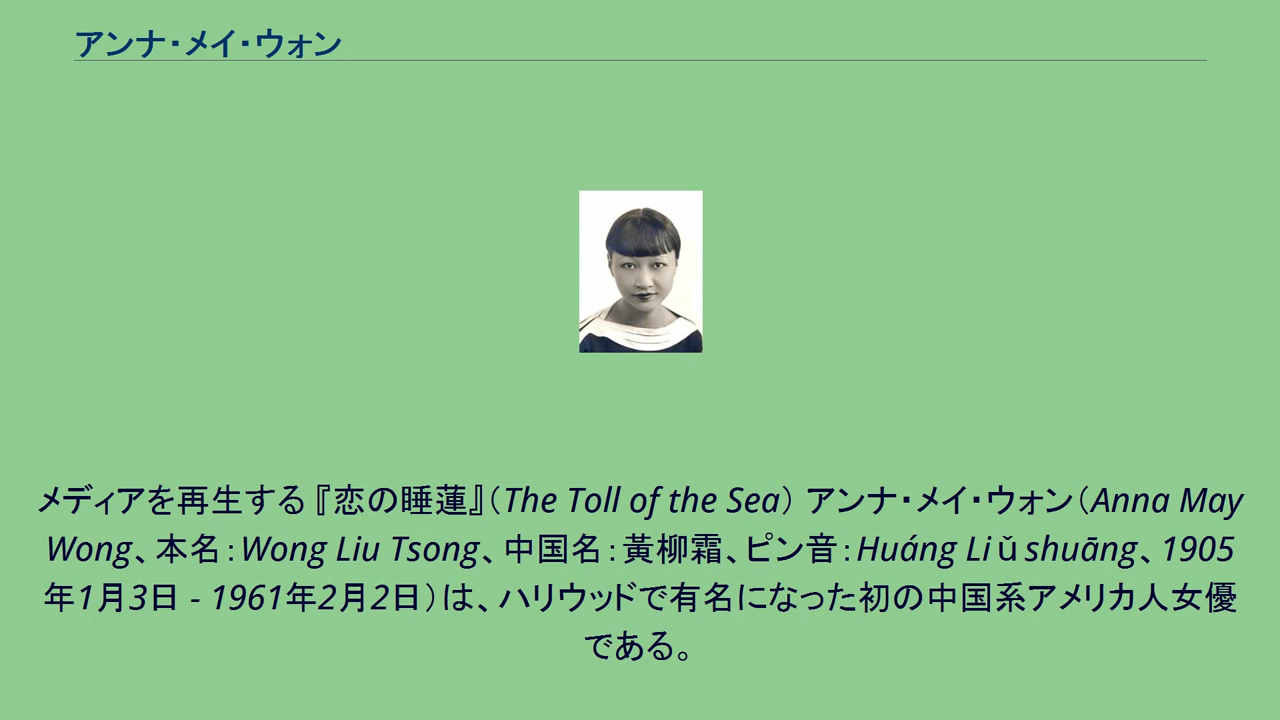 アンナ・メイ・ウォン
メディアを再生する『恋の睡蓮』（The Toll of the Sea） アンナ・メイ・ウォン（Anna May
Wong、本名：Wong Liu Tsong、中国名：黃柳霜、ピン音：Huáng Liǔ shuāng、1905
年1月3日 - 1961年2月2日）は、ハリウッドで有名になった初の中国系アメリカ人女優
である。